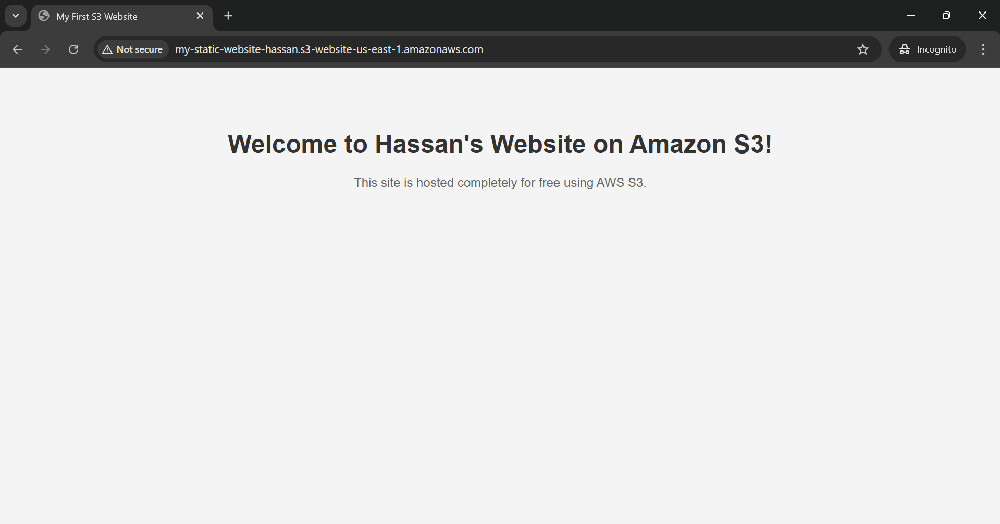 My First S3 Website
Not secure
my-static-website-hassan.s3-website-us-east-1.amazonaws.com
Incognito
Welcome to Hassan's Website on Amazon S3!
This site is hosted completely for free using AWS S3.